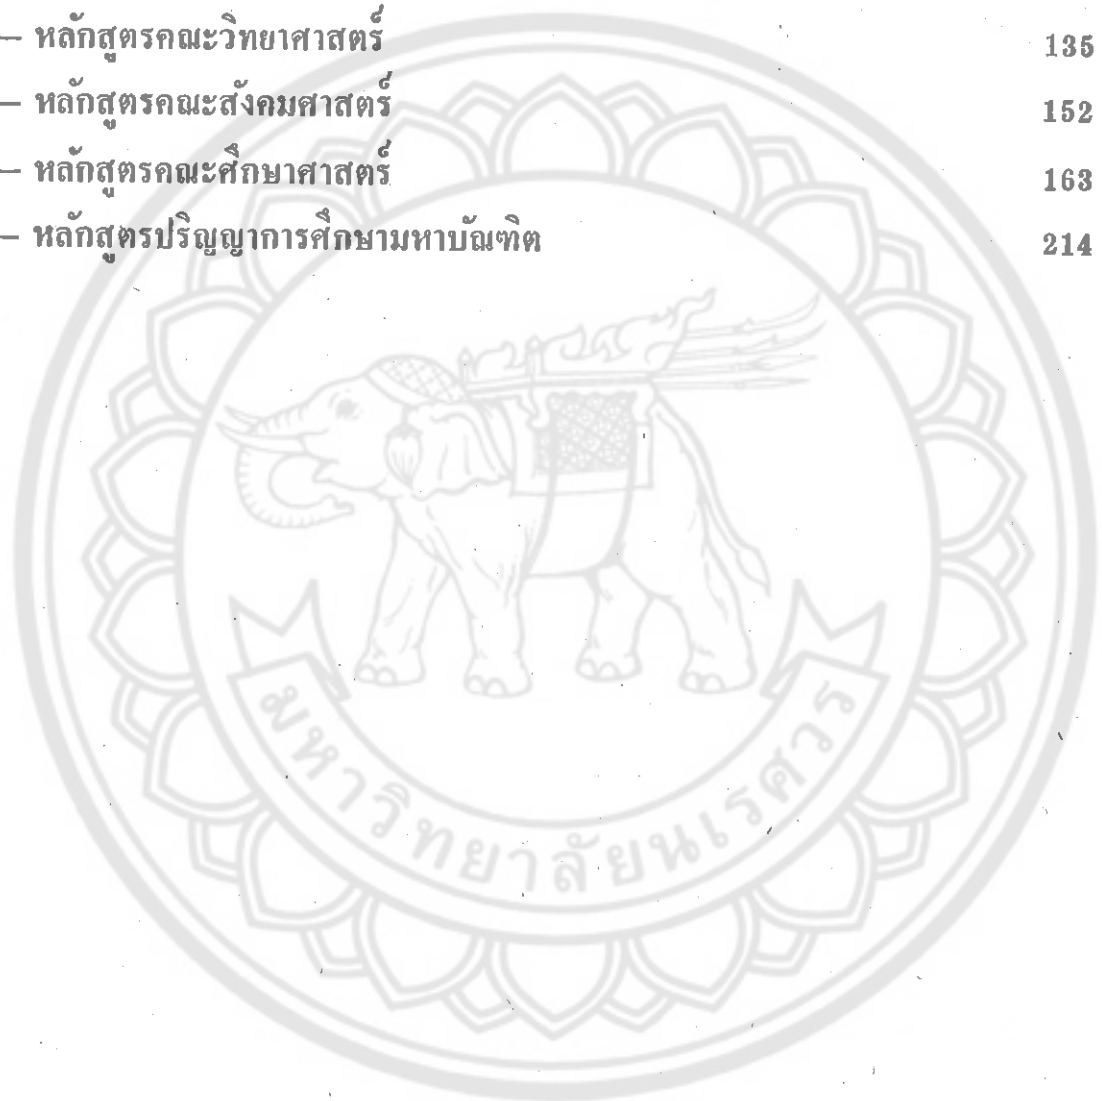 – หลักสูตรคณะวิทยาศาสตร์ 135
– หลักสูตรคณะสังคมศาสตร์ 152
– หลักสูตรคณะศึกษาศาสตร์ 163
– หลักสูตรปริญญาการศึกษามหาบัณฑิต 214
มหาวิทยาลัยนเรศวร